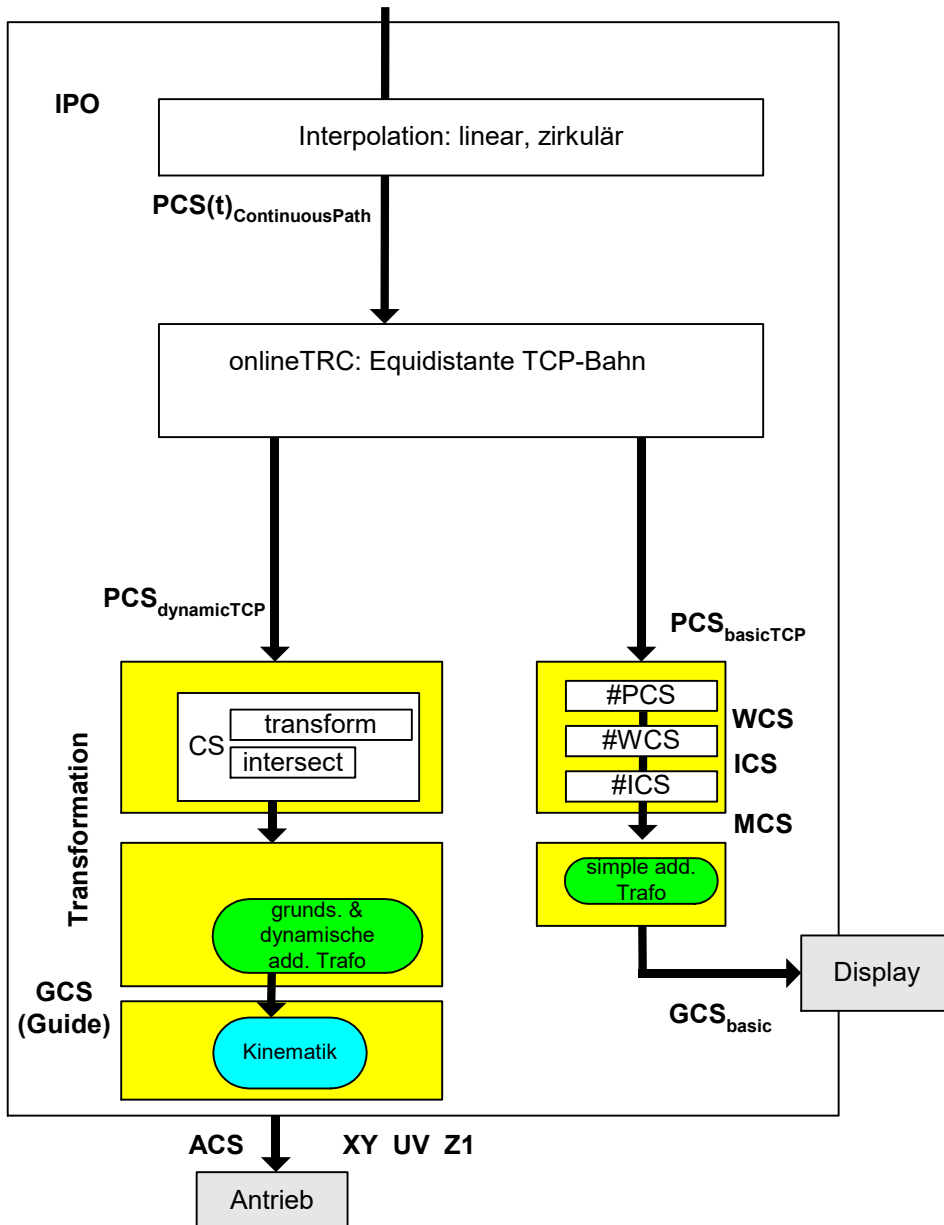 IPO
Interpolation: linear, zirkulär
PCS(t)ContinuousPath
onlineTRC: Equidistante TCP-Bahn
PCSdynamicTCP
PCSbasicTCP
Transformation
CS
transform
intersect
#PCS
WCS
#WCS
ICS
#ICS
MCS
simple add.
Trafo
grunds. &
dynamische
add. Trafo
GCS
(Guide)
Kinematik
Display
GCSbasic
ACS
XY UV Z1
Antrieb